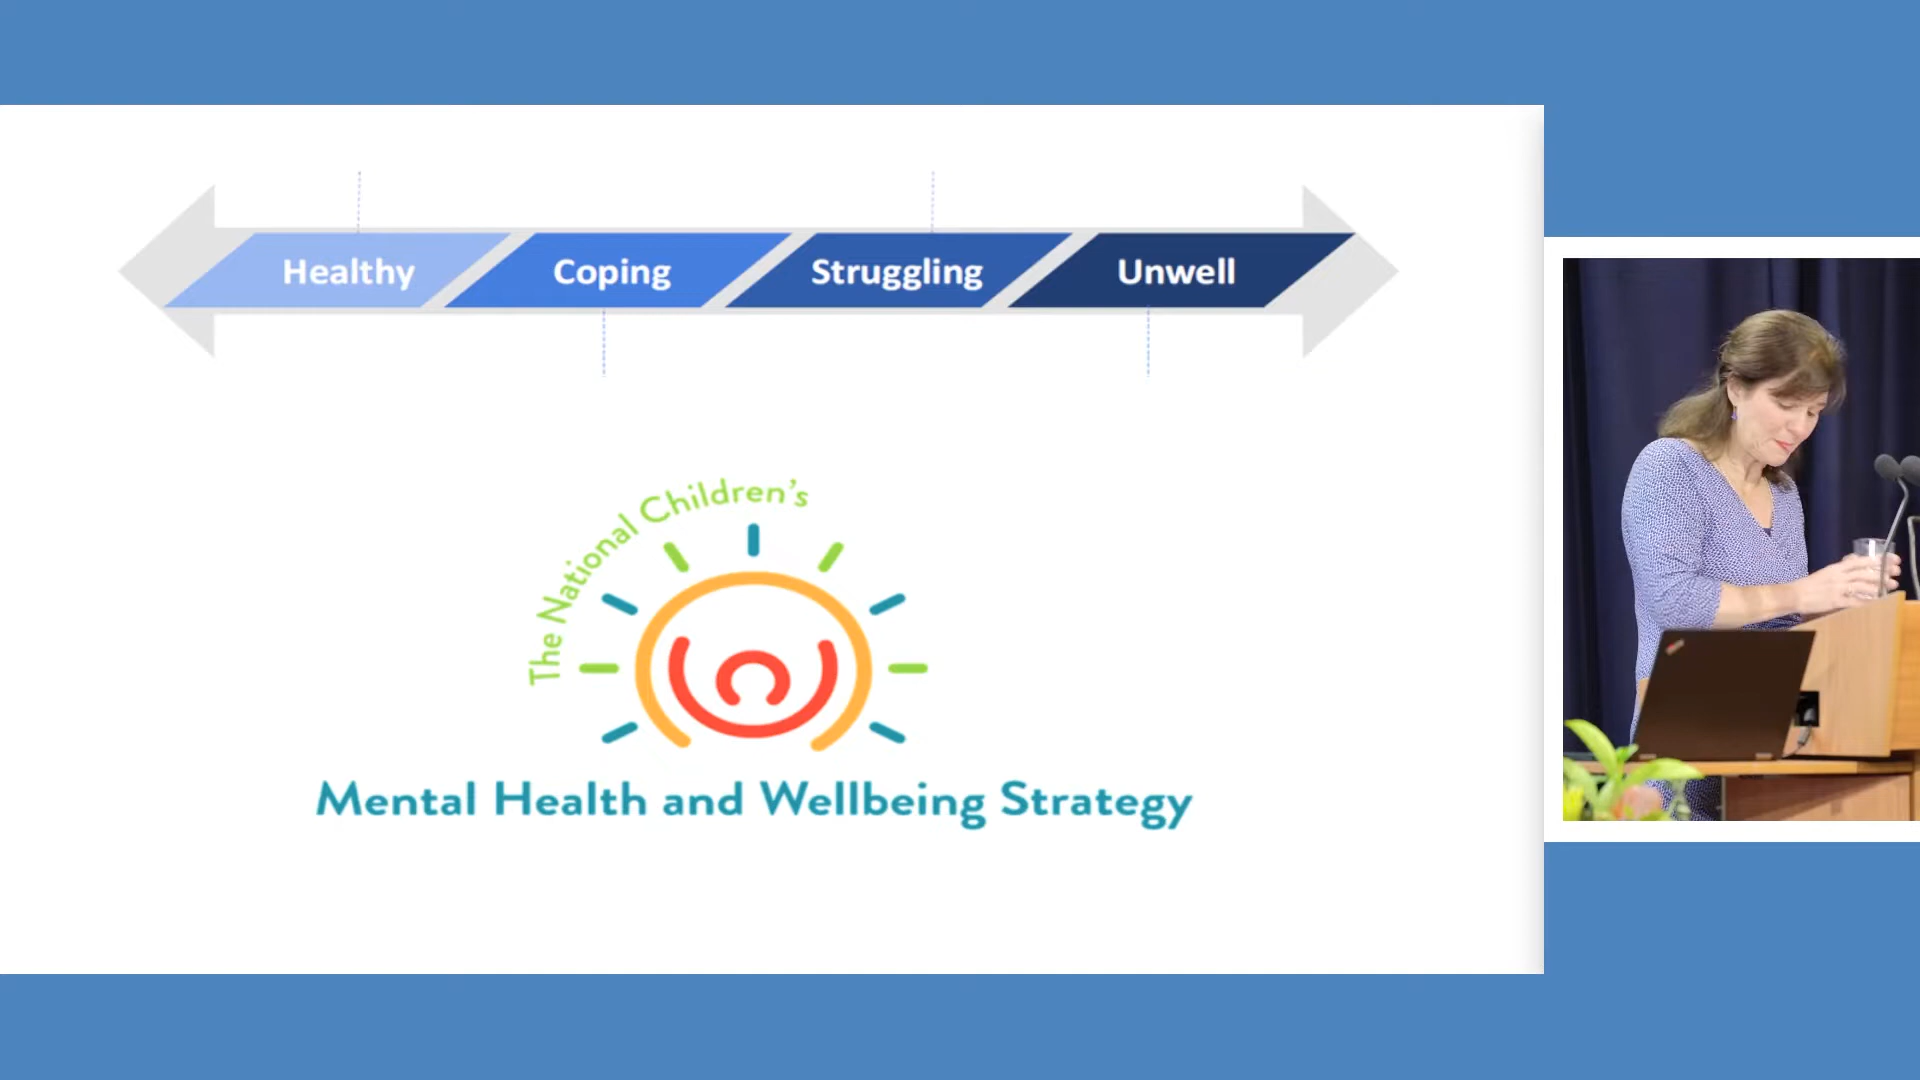 Healthy Coping Struggling Unwell
The National Children's
Mental Health and Wellbeing Strategy